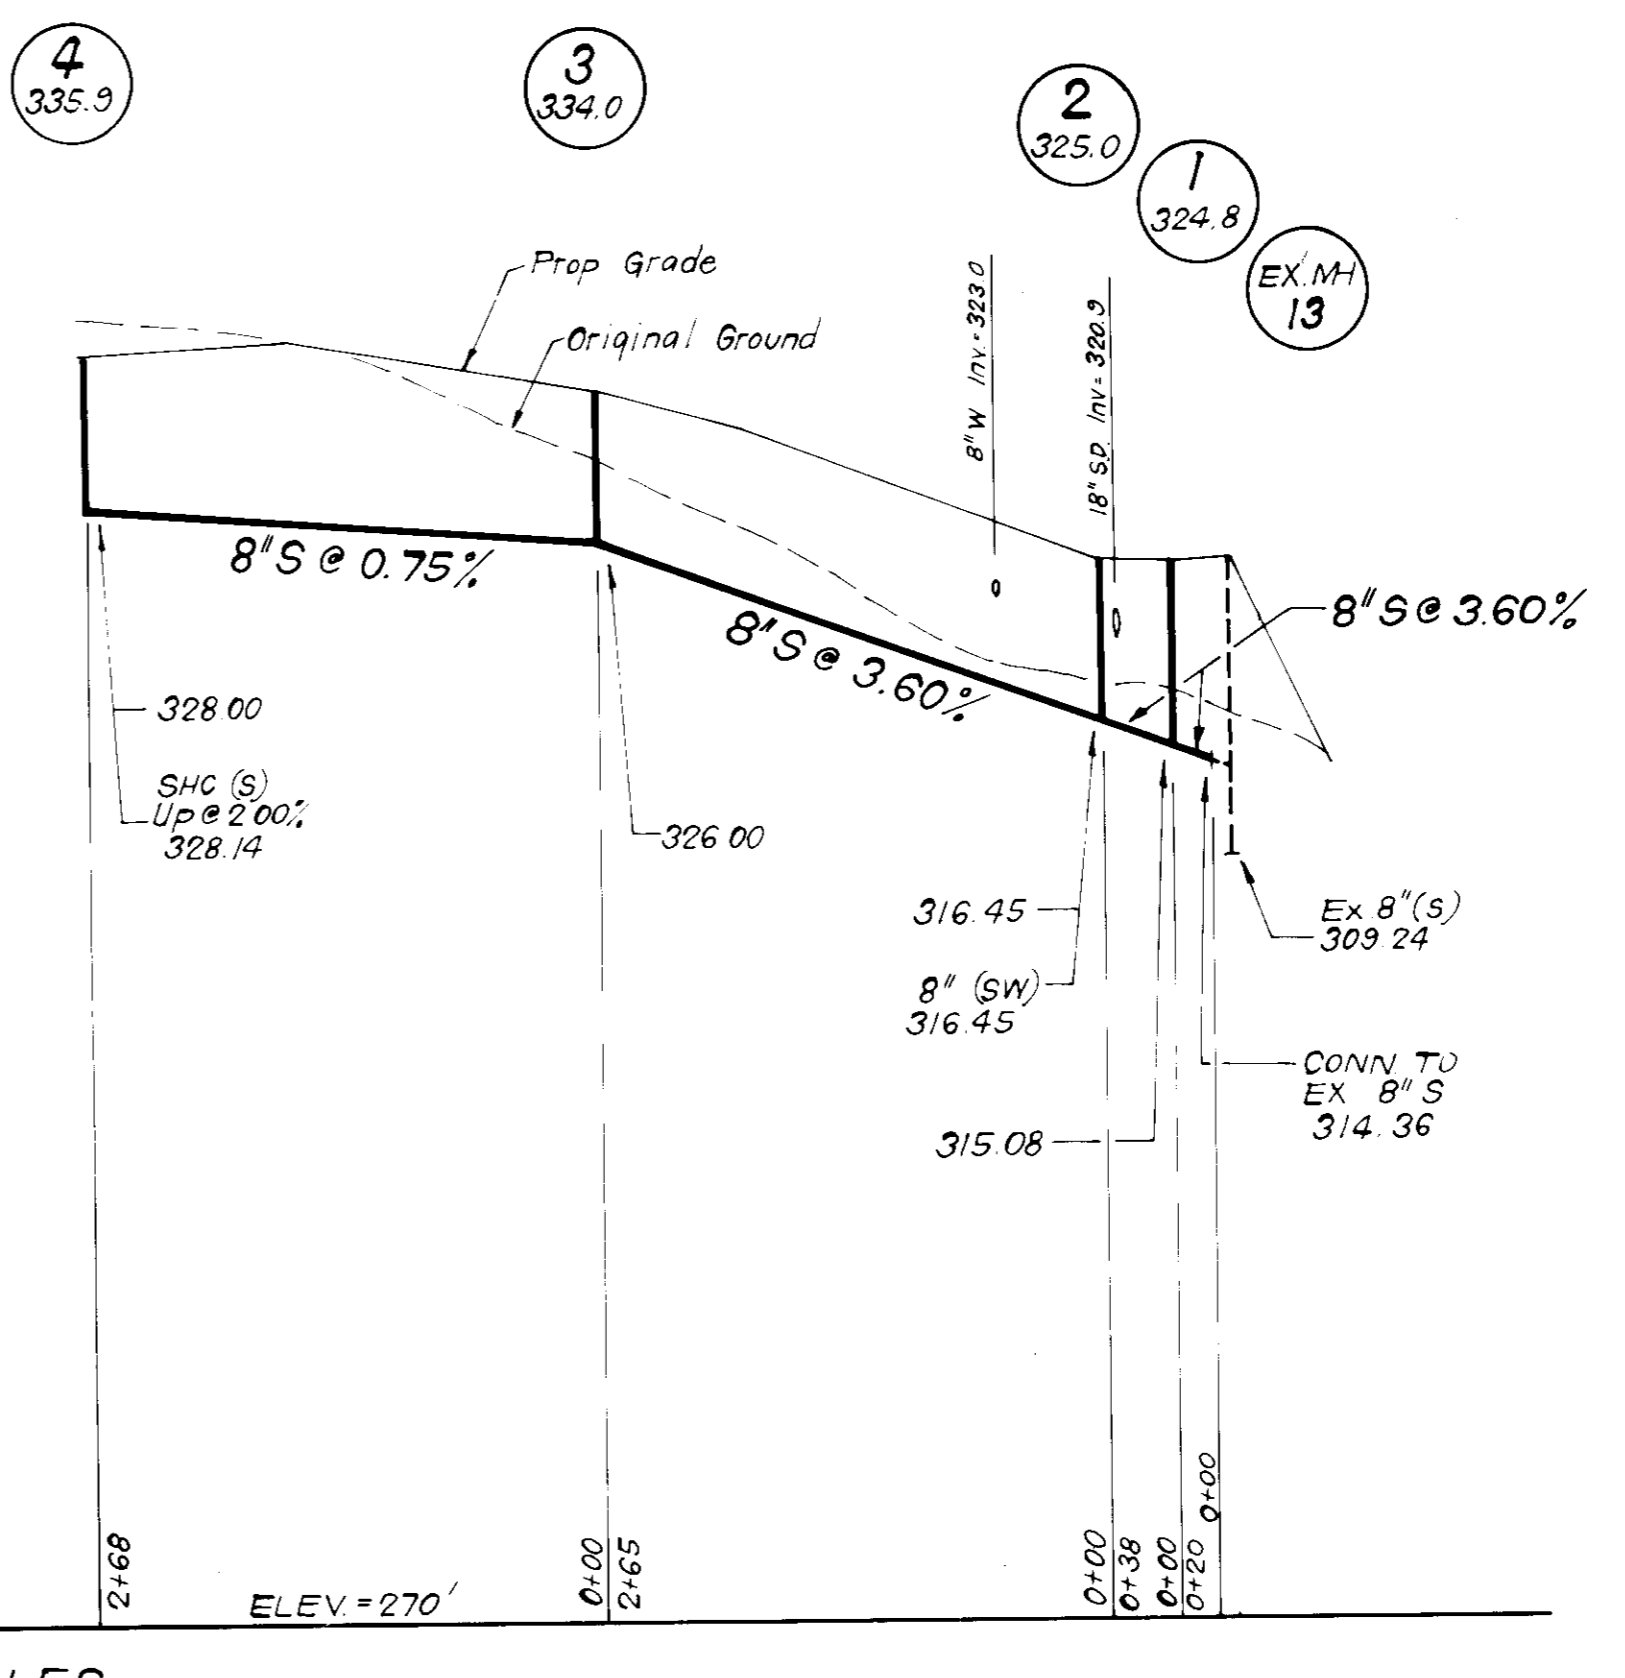 4
335.9
3
334.0
2
325.0
1
324.8
EX. MH
13
Prop Grade
Original Ground
8" W Inv. = 323.0
18" S.D. Inv = 320.9
8" S @ 0.75%
8" S @ 3.60%
8" S @ 3.60%
328.00
SHC (S)
Up @ 2 00%
328.14
326 00
316.45
8" (SW)
316.45
315.08
Ex 8" (S)
309.24
CONN. TO
EX 8" S
314.36
2+68
ELEV. = 270'
0+00
2+65
0+00
0+38
0+00
0+20
0+00